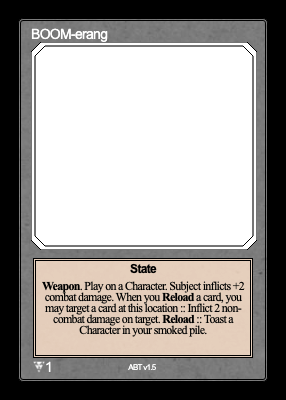 BOOM-erang
State
Weapon. Play on a Character. Subject inflicts +2
combat damage. When you Reload a card, you
may target a card at this location :: Inflict 2 non-
combat damage on target. Reload :: Toast a
Character in your smoked pile.
1
ABT v1.5